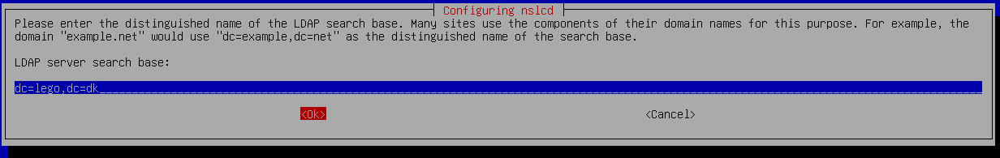 Configuring nslcd
Please enter the distinguished name of the LDAP search base. Many sites use the components of their domain names for this purpose. For example, the
domain "example.net" would use "dc=example,dc=net" as the distinguished name of the search base.
LDAP server search base:
dc=lego,dc=dk
<Ok> <Cancel>